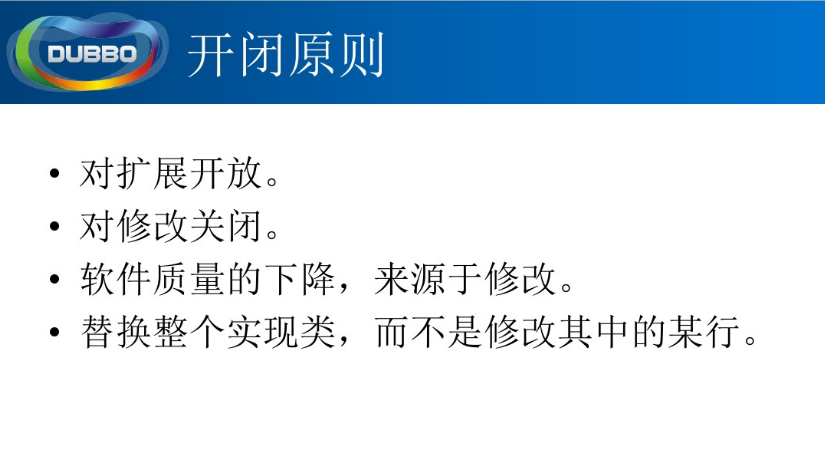 DUBBO 开闭原则
• 对扩展开放。
• 对修改关闭。
• 软件质量的下降，来源于修改。
• 替换整个实现类，而不是修改其中的某行。